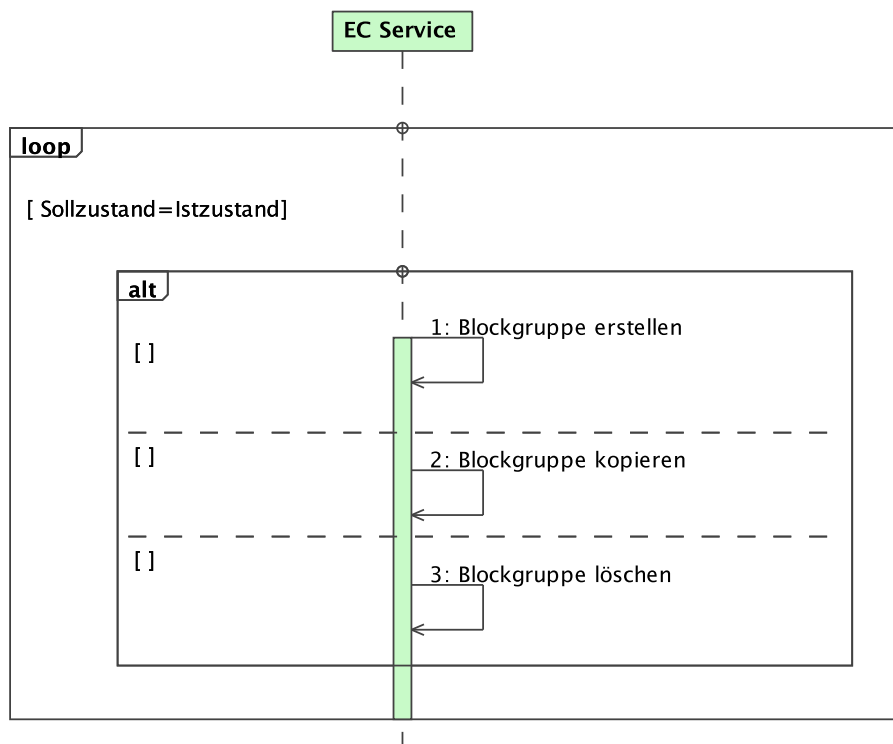 EC Service
loop
[ Sollzustand=Istzustand]
alt
1: Blockgruppe erstellen
[ ]
[ ]
2: Blockgruppe kopieren
[ ]
3: Blockgruppe löschen